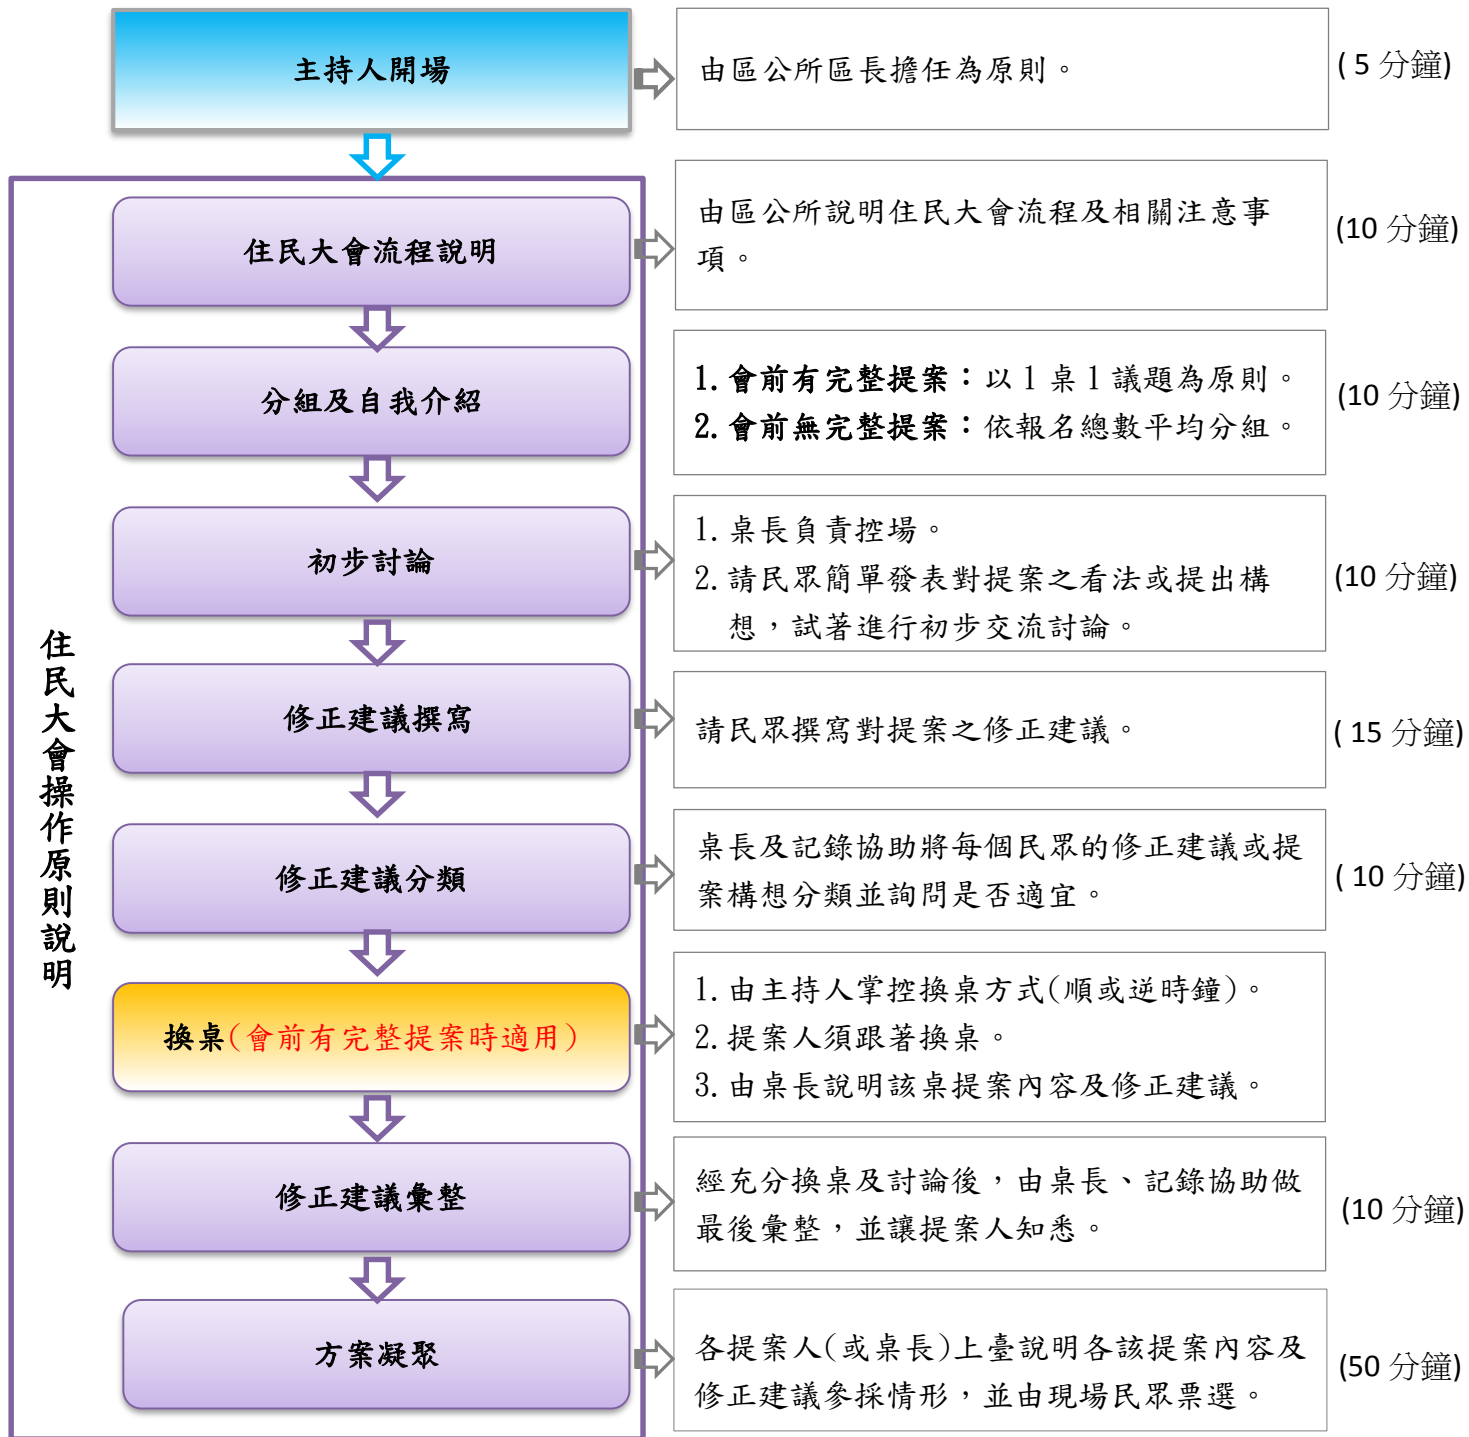 主持人開場
由區公所區長擔任為原則。
( 5 分鐘)
住民大會操作原則說明
住民大會流程說明
由區公所說明住民大會流程及相關注意事
項。
(10 分鐘)
分組及自我介紹
1. 會前有完整提案：以 1 桌 1 議題為原則。
2. 會前無完整提案：依報名總數平均分組。
(10 分鐘)
初步討論
1. 桌長負責控場。
2. 請民眾簡單發表對提案之看法或提出構
想，試著進行初步交流討論。
(10 分鐘)
修正建議撰寫
請民眾撰寫對提案之修正建議。
( 15 分鐘)
修正建議分類
桌長及記錄協助將每個民眾的修正建議或提
案構想分類並詢問是否適宜。
( 10 分鐘)
換桌(會前有完整提案時適用)
1. 由主持人掌控換桌方式(順或逆時鐘)。
2. 提案人須跟著換桌。
3. 由桌長說明該桌提案內容及修正建議。
修正建議彙整
經充分換桌及討論後，由桌長、記錄協助做
最後彙整，並讓提案人知悉。
(10 分鐘)
方案凝聚
各提案人(或桌長)上臺說明各該提案內容及
修正建議參採情形，並由現場民眾票選。
(50 分鐘)